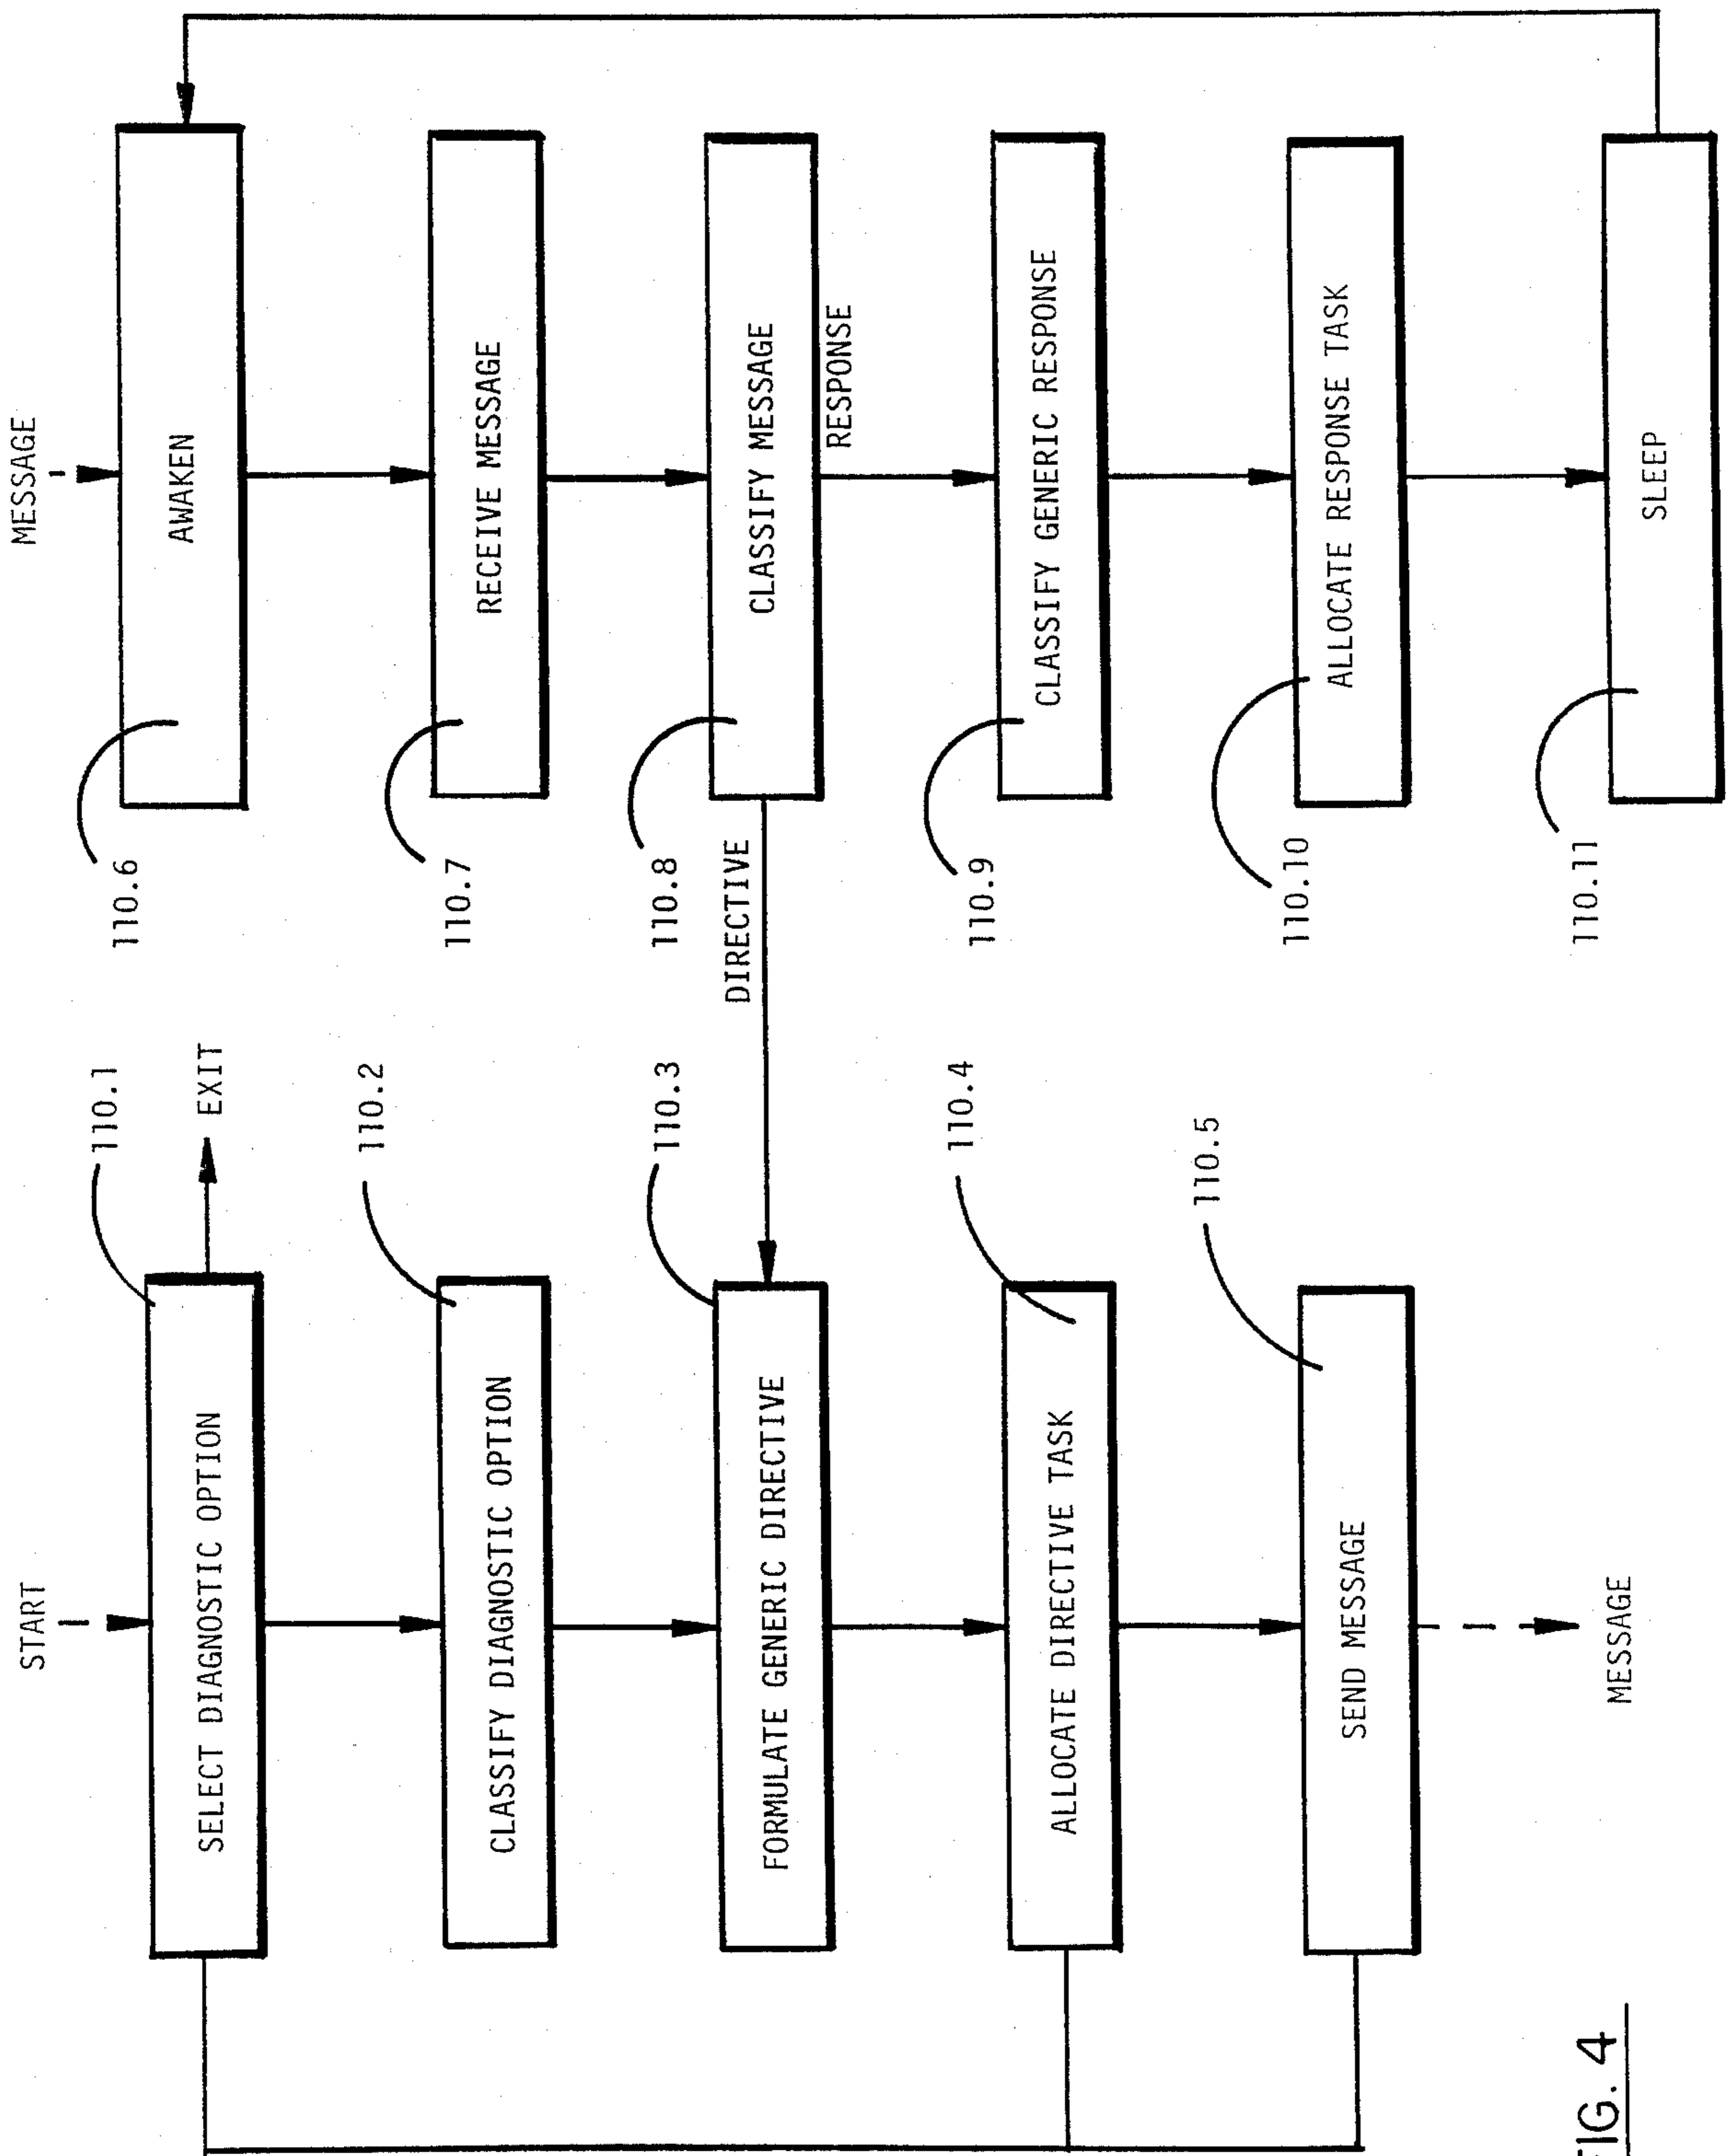 START
110.1
SELECT DIAGNOSTIC OPTION
EXIT
110.2
CLASSIFY DIAGNOSTIC OPTION
110.3
FORMULATE GENERIC DIRECTIVE
110.4
ALLOCATE DIRECTIVE TASK
110.5
SEND MESSAGE
MESSAGE
MESSAGE
110.6
AWAKEN
110.7
RECEIVE MESSAGE
110.8
CLASSIFY MESSAGE
DIRECTIVE
RESPONSE
110.9
CLASSIFY GENERIC RESPONSE
110.10
ALLOCATE RESPONSE TASK
110.11
SLEEP
FIG. 4